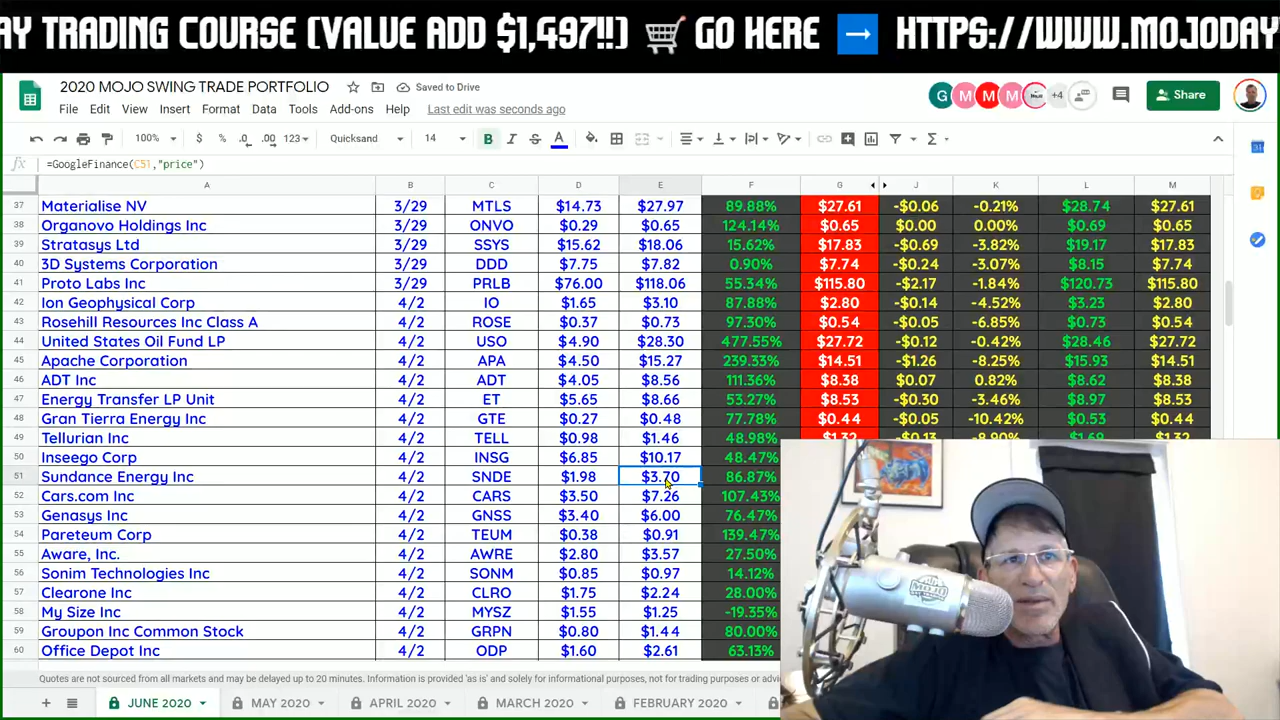 AY TRADING COURSE (VALUE ADD $1,497!!) 🛒 GO HERE ➡ HTTPS://WWW.MOJODAY
2020 MOJO SWING TRADE PORTFOLIO Saved to Drive
G M M M +4 Share
File Edit View Insert Format Data Tools Add-ons Help Last edit was seconds ago
100% $ % .0 .00 123 Quicksand 14 B I S A
fx =GoogleFinance(C51,"price")
A B C D E F G J K L M
37 Materialise NV 3/29 MTLS $14.73 $27.97 89.88% $27.61 -$0.06 -0.21% $28.74 $27.61
38 Organovo Holdings Inc 3/29 ONVO $0.29 $0.65 124.14% $0.65 $0.00 0.00% $0.69 $0.65
39 Stratasys Ltd 3/29 SSYS $15.62 $18.06 15.62% $17.83 -$0.69 -3.82% $19.17 $17.83
40 3D Systems Corporation 3/29 DDD $7.75 $7.82 0.90% $7.74 -$0.24 -3.07% $8.15 $7.74
41 Proto Labs Inc 3/29 PRLB $76.00 $118.06 55.34% $115.80 -$2.17 -1.84% $120.73 $115.80
42 Ion Geophysical Corp 4/2 IO $1.65 $3.10 87.88% $2.80 -$0.14 -4.52% $3.23 $2.80
43 Rosehill Resources Inc Class A 4/2 ROSE $0.37 $0.73 97.30% $0.54 -$0.05 -6.85% $0.73 $0.54
44 United States Oil Fund LP 4/2 USO $4.90 $28.30 477.55% $27.72 -$0.12 -0.42% $28.46 $27.72
45 Apache Corporation 4/2 APA $4.50 $15.27 239.33% $14.51 -$1.26 -8.25% $15.93 $14.51
46 ADT Inc 4/2 ADT $4.05 $8.56 111.36% $8.38 $0.07 0.82% $8.62 $8.38
47 Energy Transfer LP Unit 4/2 ET $5.65 $8.66 53.27% $8.53 -$0.30 -3.46% $8.97 $8.53
48 Gran Tierra Energy Inc 4/2 GTE $0.27 $0.48 77.78% $0.44 -$0.05 -10.42% $0.53 $0.44
49 Tellurian Inc 4/2 TELL $0.98 $1.46 48.98% $1.32 -$0.13 -8.90% $1.69 $1.32
50 Inseego Corp 4/2 INSG $6.85 $10.17 48.47%
51 Sundance Energy Inc 4/2 SNDE $1.98 $3.70 86.87%
52 Cars.com Inc 4/2 CARS $3.50 $7.26 107.43%
53 Genasys Inc 4/2 GNSS $3.40 $6.00 76.47%
54 Pareteum Corp 4/2 TEUM $0.38 $0.91 139.47%
55 Aware, Inc. 4/2 AWRE $2.80 $3.57 27.50%
56 Sonim Technologies Inc 4/2 SONM $0.85 $0.97 14.12%
57 Clearone Inc 4/2 CLRO $1.75 $2.24 28.00%
58 My Size Inc 4/2 MYSZ $1.55 $1.25 -19.35%
59 Groupon Inc Common Stock 4/2 GRPN $0.80 $1.44 80.00%
60 Office Depot Inc 4/2 ODP $1.60 $2.61 63.13%
Quotes are not sourced from all markets and may be delayed up to 20 minutes. Information is provided 'as is' and solely for informational purposes, not for trading purposes or advi
JUNE 2020 MAY 2020 APRIL 2020 MARCH 2020 FEBRUARY 2020
MOJO